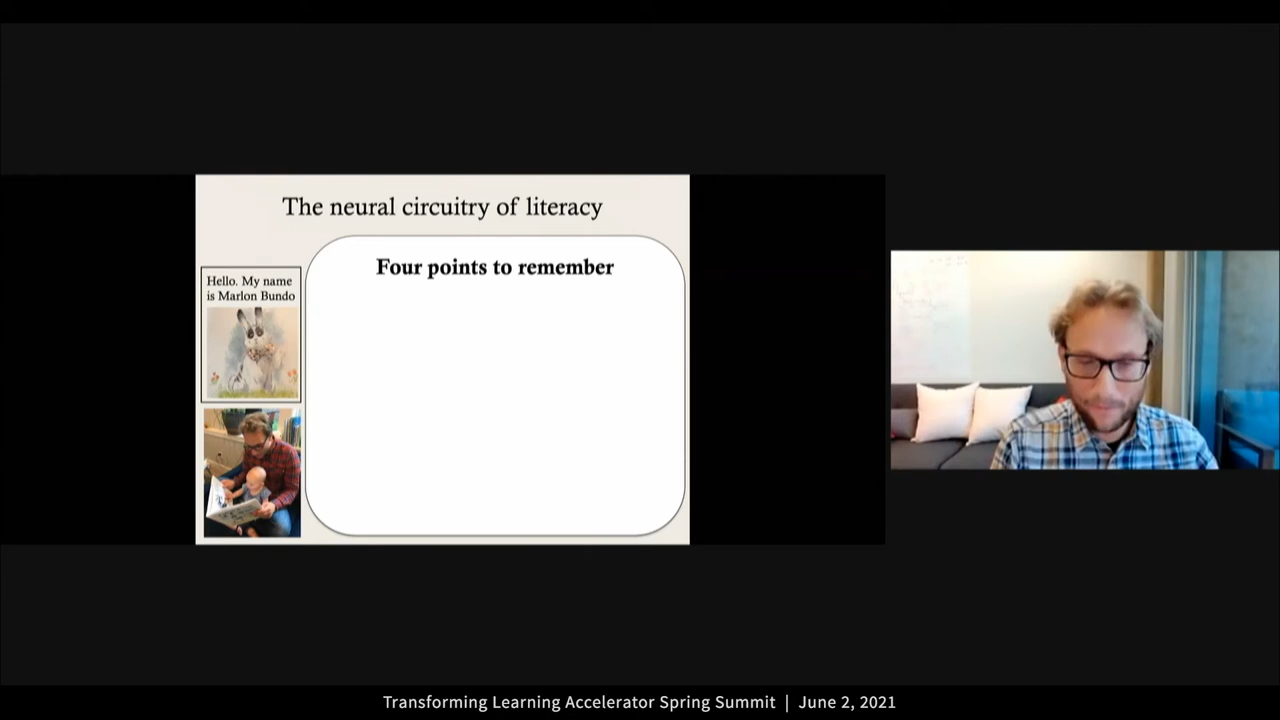 The neural circuitry of literacy
Four points to remember
Hello. My name
is Marlon Bundo
Transforming Learning Accelerator Spring Summit | June 2, 2021